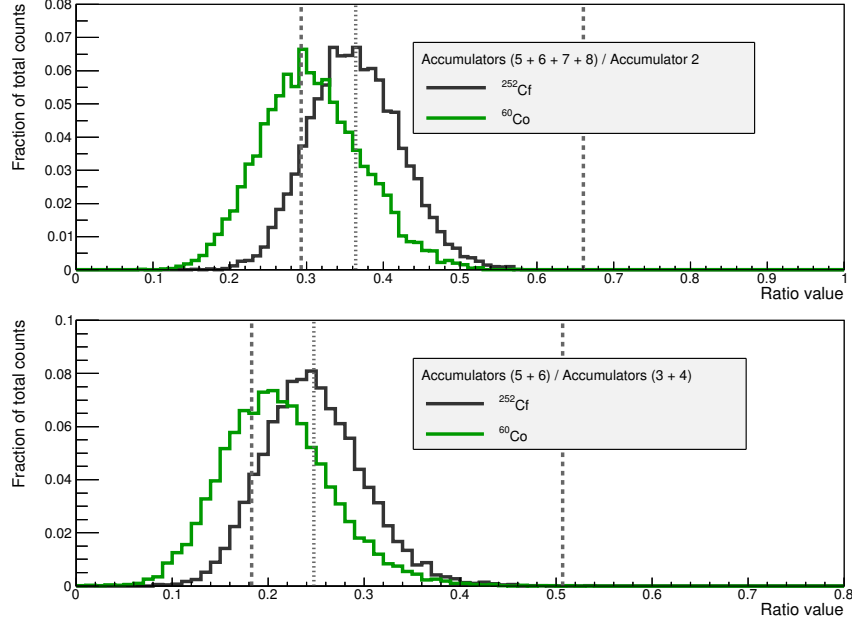 Fraction of total counts
0.08
0.07
0.06
0.05
0.04
0.03
0.02
0.01
0
Accumulators (5 + 6 + 7 + 8) / Accumulator 2
²⁵²Cf
⁶⁰Co
0 0.1 0.2 0.3 0.4 0.5 0.6 0.7 0.8 0.9 1
Ratio value
Fraction of total counts
0.1
0.08
0.06
0.04
0.02
0
Accumulators (5 + 6) / Accumulators (3 + 4)
²⁵²Cf
⁶⁰Co
0 0.1 0.2 0.3 0.4 0.5 0.6 0.7 0.8
Ratio value